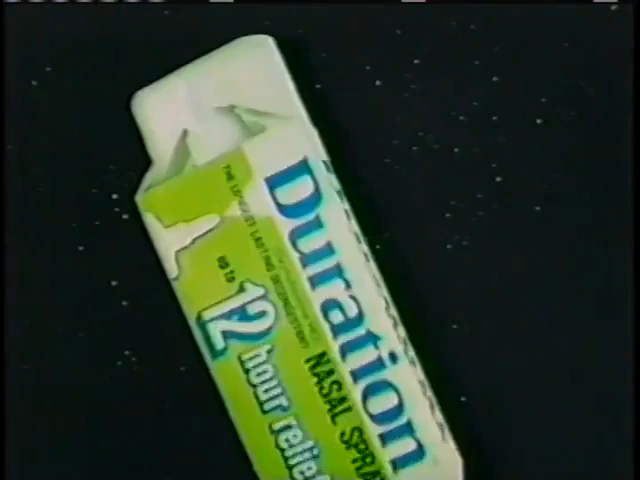 Duration
NASAL SPRA
THE LONGEST LASTING DECONGESTANT
up to
12
hour relief